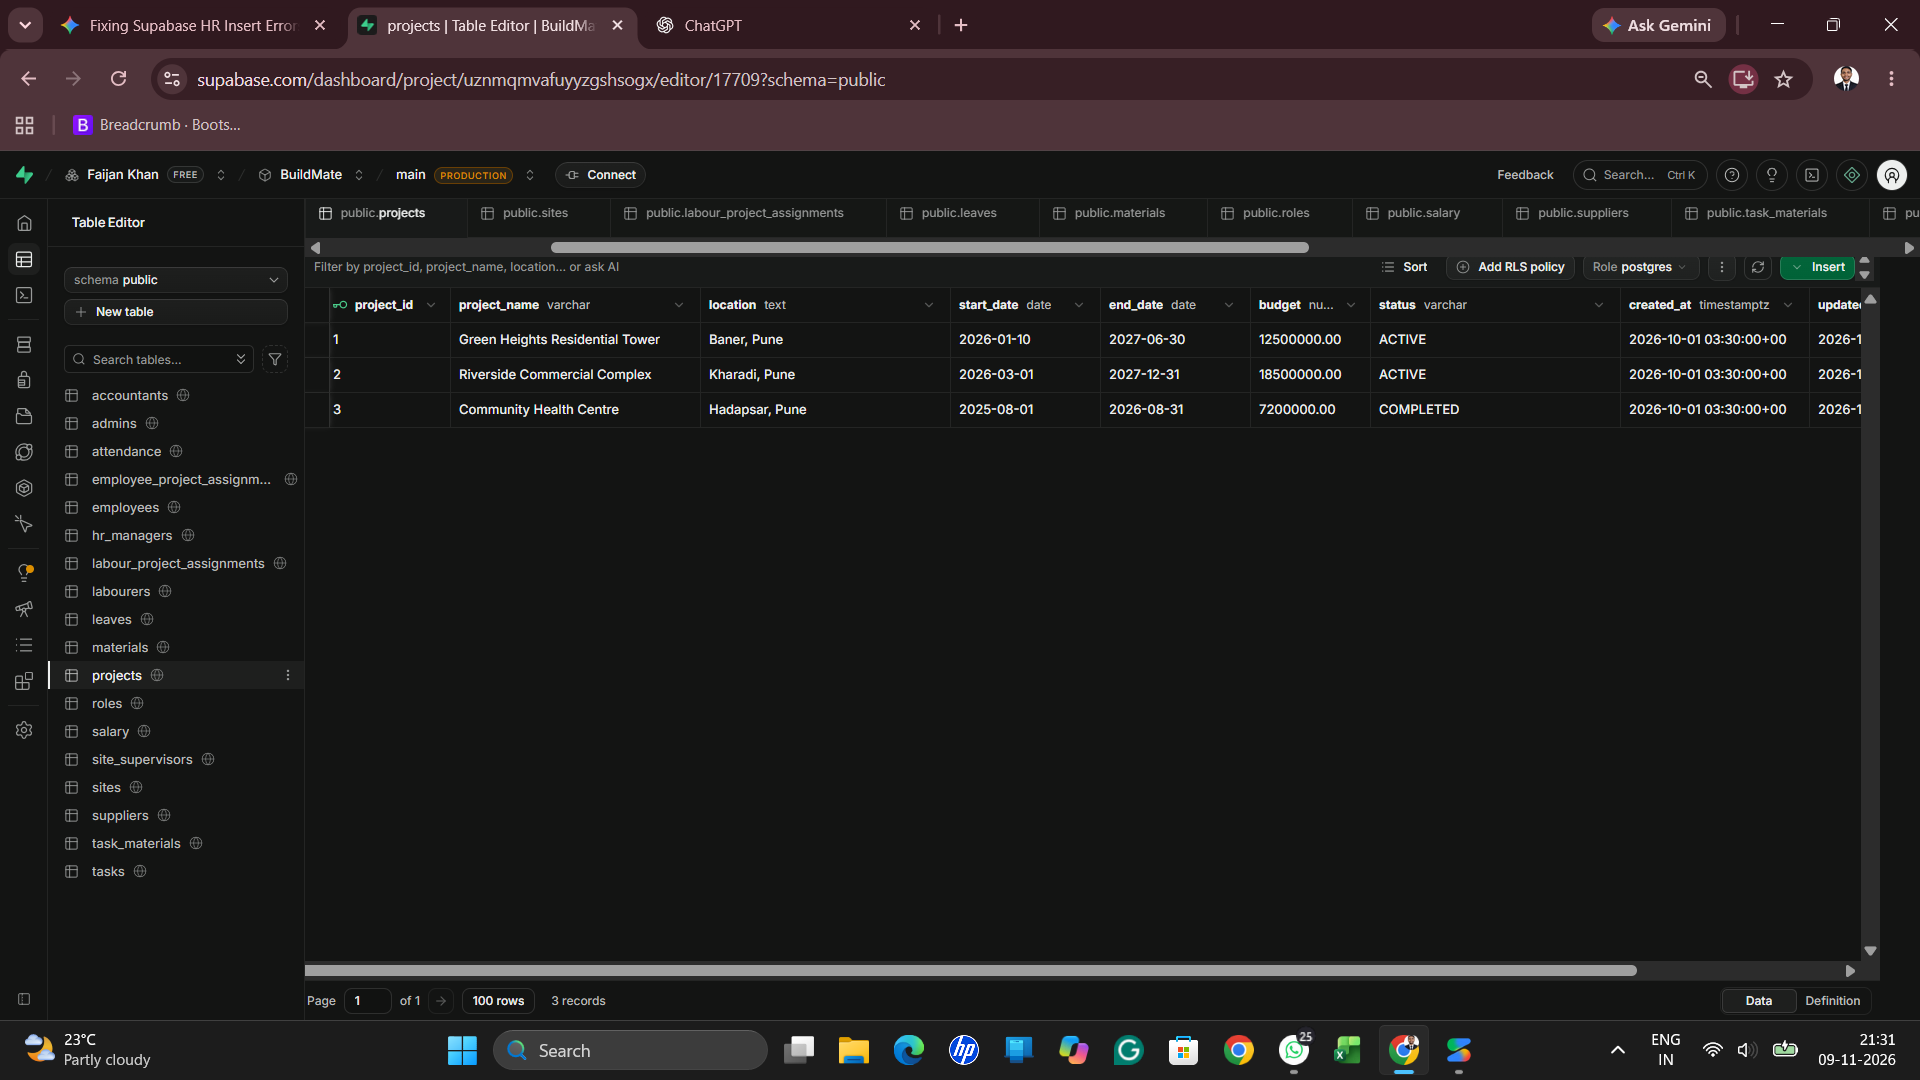 Fixing Supabase HR Insert Error
projects | Table Editor | BuildMa
ChatGPT
Ask Gemini
supabase.com/dashboard/project/uznmqmvafuyyzgshsogx/editor/17709?schema=public
B Breadcrumb · Boots...
Faijan Khan FREE
BuildMate
main PRODUCTION
Connect
Feedback
Search... Ctrl K
Table Editor
public.projects
public.sites
public.labour_project_assignments
public.leaves
public.materials
public.roles
public.salary
public.suppliers
public.task_materials
pu
schema public
New table
Search tables...
accountants
admins
attendance
employee_project_assignm...
employees
hr_managers
labour_project_assignments
labourers
leaves
materials
projects
roles
salary
site_supervisors
sites
suppliers
task_materials
tasks
Filter by project_id, project_name, location... or ask AI
Sort
Add RLS policy
Role postgres
Insert
project_id project_name varchar location text start_date date end_date date budget nu... status varchar created_at timestamptz updated
1 Green Heights Residential Tower Baner, Pune 2026-01-10 2027-06-30 12500000.00 ACTIVE 2026-10-01 03:30:00+00 2026-1
2 Riverside Commercial Complex Kharadi, Pune 2026-03-01 2027-12-31 18500000.00 ACTIVE 2026-10-01 03:30:00+00 2026-1
3 Community Health Centre Hadapsar, Pune 2025-08-01 2026-08-31 7200000.00 COMPLETED 2026-10-01 03:30:00+00 2026-1
Page 1 of 1 100 rows 3 records
Data Definition
23°C
Partly cloudy
Search
25
ENG
IN
21:31
09-11-2026